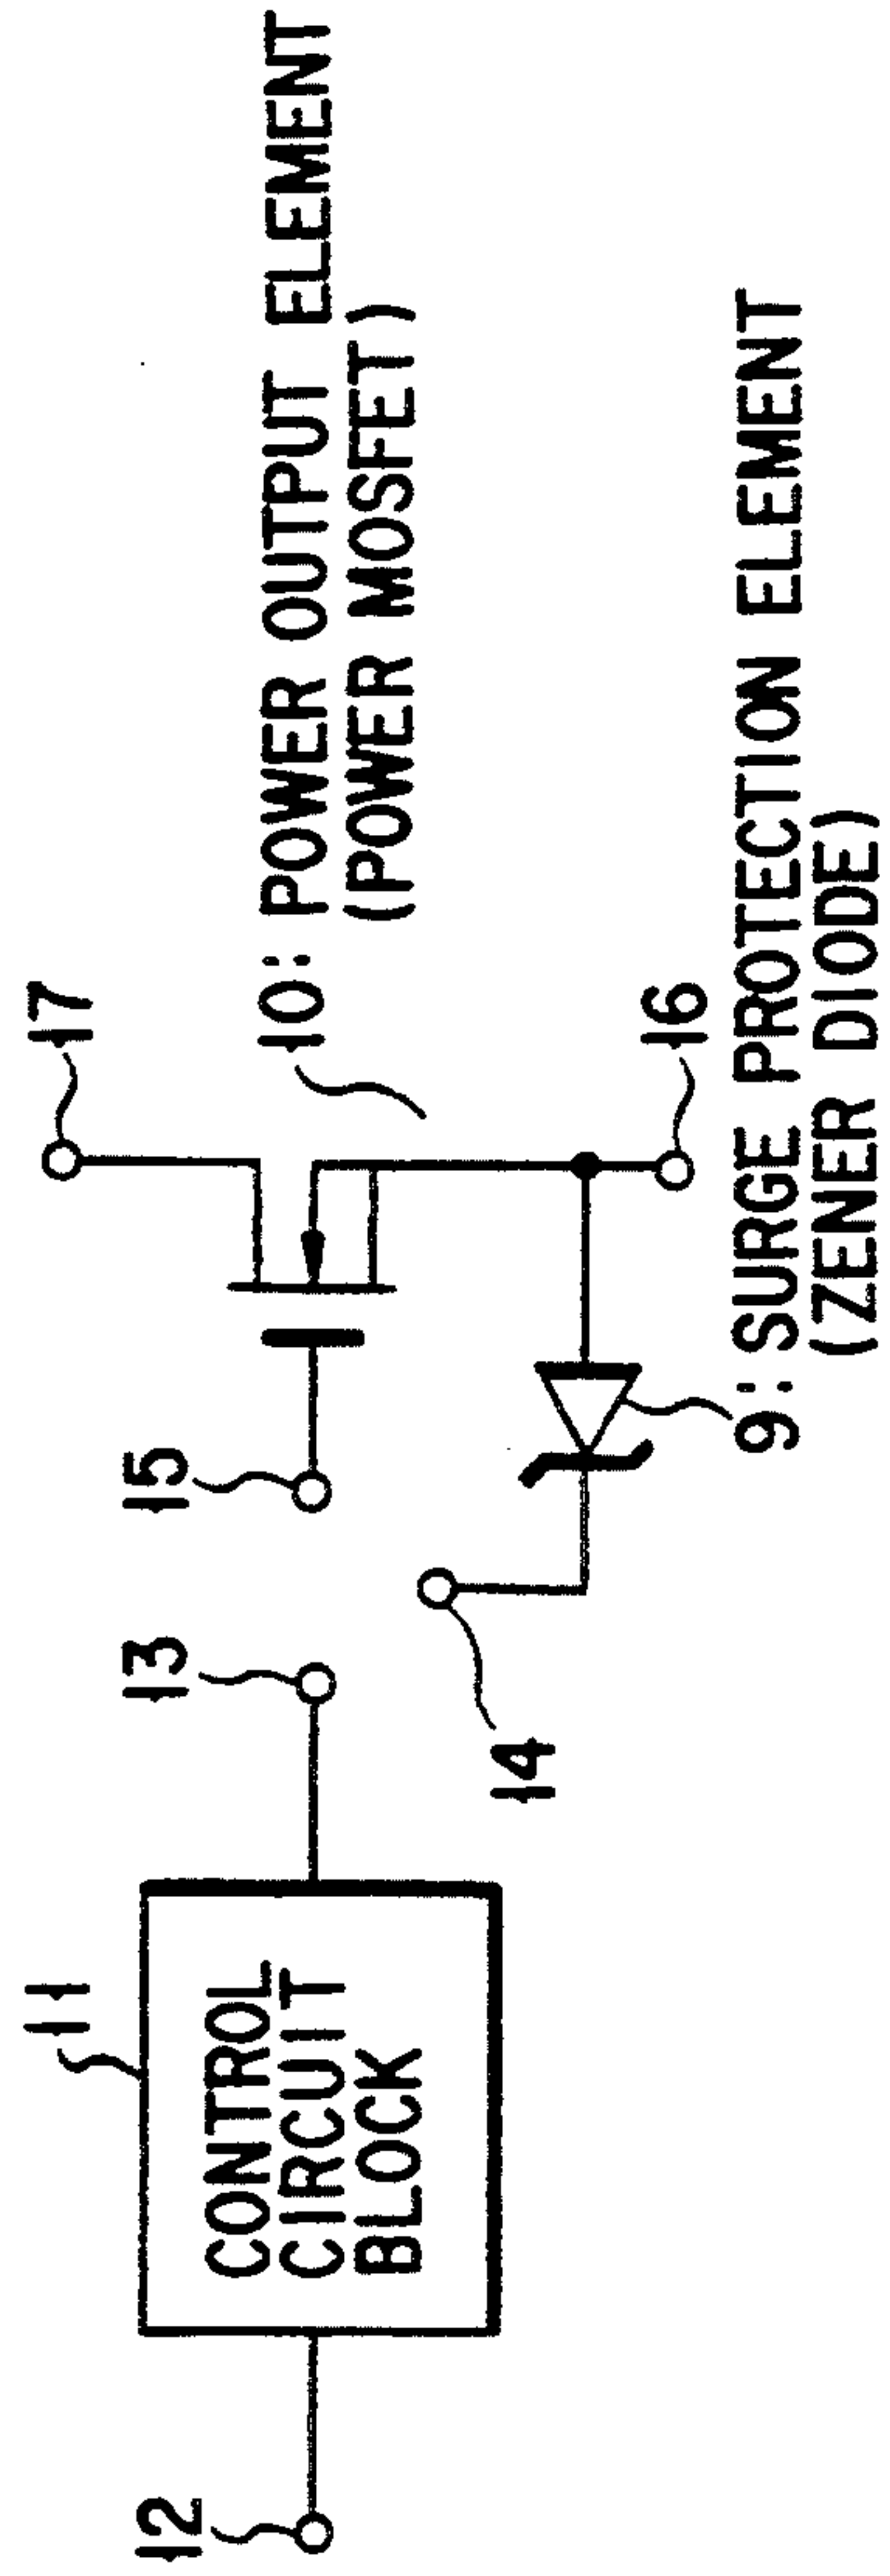 17
10: POWER OUTPUT ELEMENT
(POWER MOSFET)
11
13
15
CONTROL
CIRCUIT
BLOCK
12
14
16
9: SURGE PROTECTION ELEMENT
(ZENER DIODE)